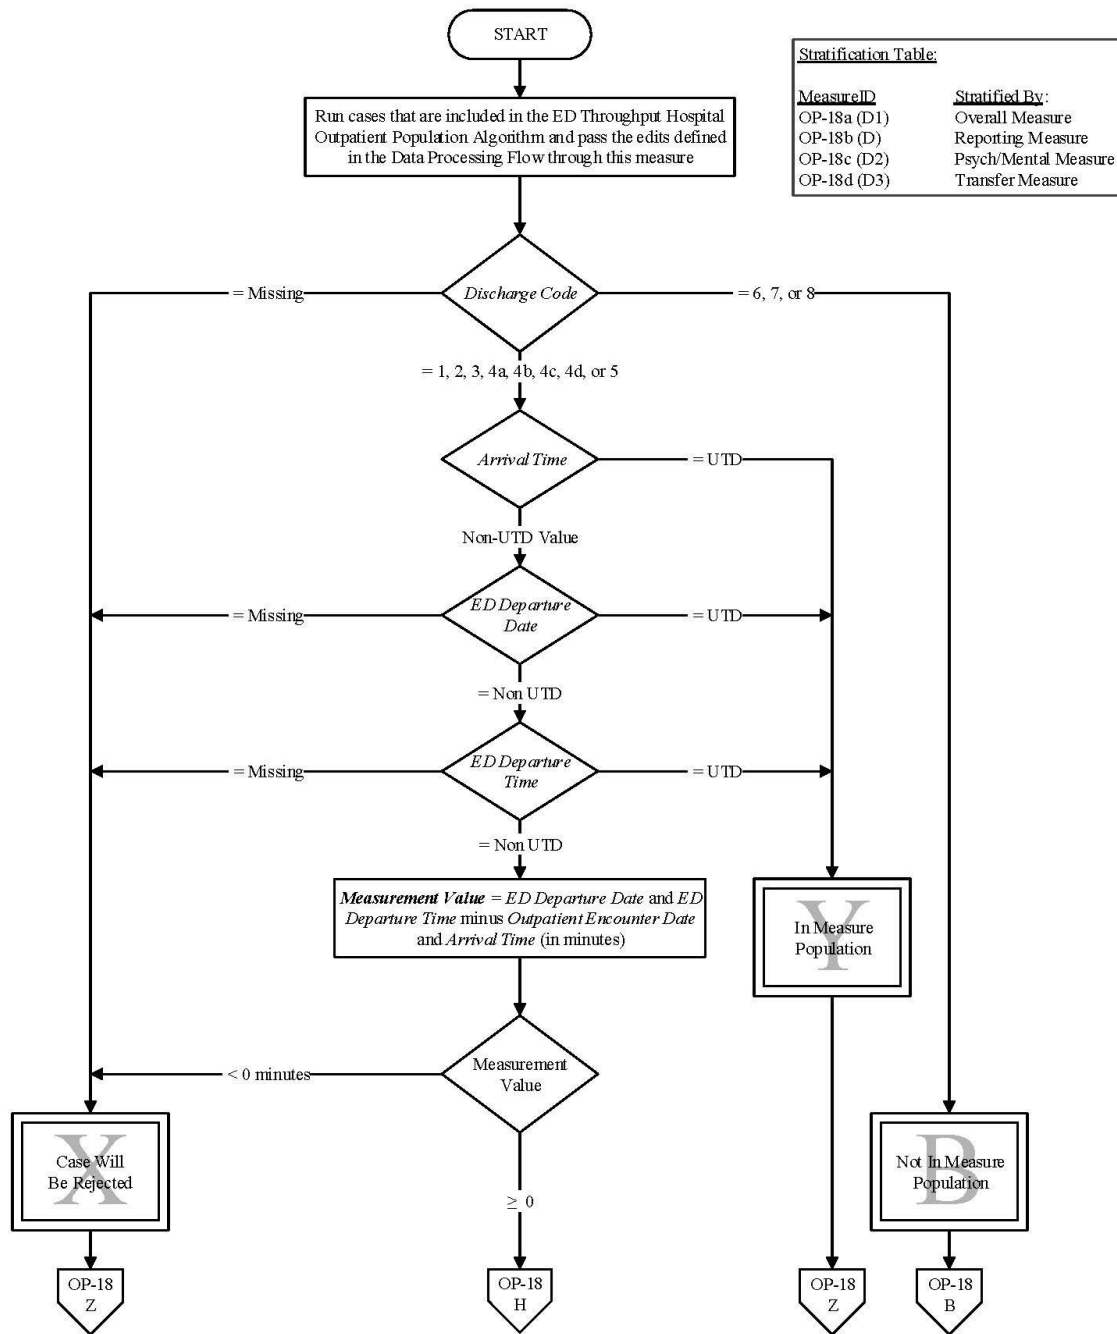 START
Stratification Table:
MeasureID Stratified By:
OP-18a (D1) Overall Measure
OP-18b (D) Reporting Measure
OP-18c (D2) Psych/Mental Measure
OP-18d (D3) Transfer Measure
Run cases that are included in the ED Throughput Hospital
Outpatient Population Algorithm and pass the edits defined
in the Data Processing Flow through this measure
= Missing
Discharge Code
= 6, 7, or 8
= 1, 2, 3, 4a, 4b, 4c, 4d, or 5
Arrival Time
= UTD
Non-UTD Value
= Missing
ED Departure
Date
= UTD
= Non UTD
= Missing
ED Departure
Time
= UTD
= Non UTD
Measurement Value = ED Departure Date and ED
Departure Time minus Outpatient Encounter Date
and Arrival Time (in minutes)
Y
In Measure
Population
< 0 minutes
Measurement
Value
X
Case Will
Be Rejected
B
Not In Measure
Population
≥ 0
OP-18
Z
OP-18
H
OP-18
Z
OP-18
B